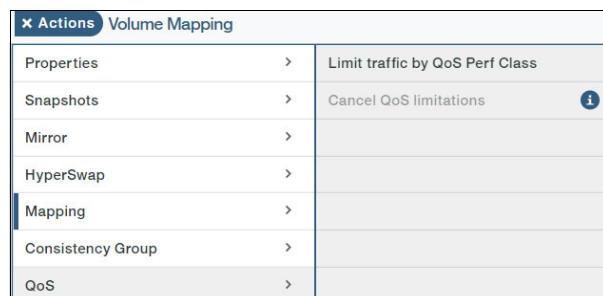 × Actions Volume Mapping
Properties > Limit traffic by QoS Perf Class
Snapshots > Cancel QoS limitations i
Mirror >
HyperSwap >
Mapping >
Consistency Group >
QoS >